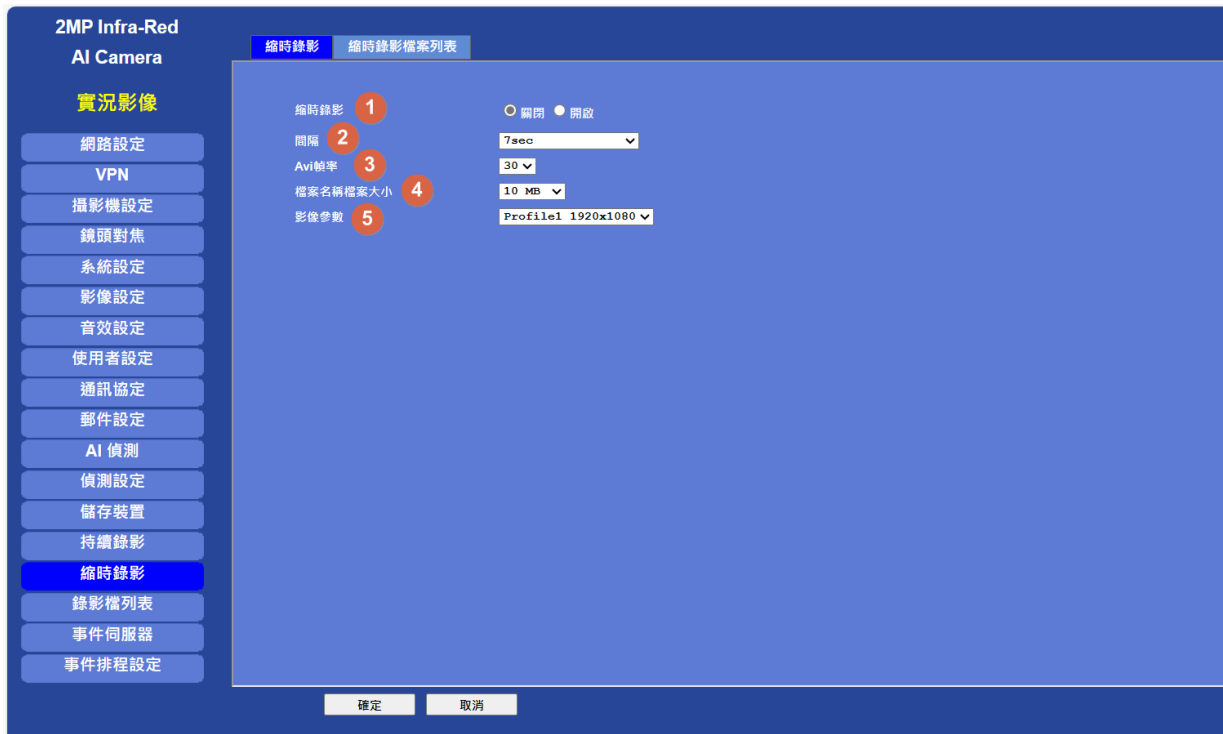 2MP Infra-Red
AI Camera
實況影像
網路設定
VPN
攝影機設定
鏡頭對焦
系統設定
影像設定
音效設定
使用者設定
通訊協定
郵件設定
AI 偵測
偵測設定
儲存裝置
持續錄影
縮時錄影
錄影檔列表
事件伺服器
事件排程設定
縮時錄影 縮時錄影檔案列表
縮時錄影 1 關閉 開啟
間隔 2 7sec
Avi幀率 3 30
檔案名稱檔案大小 4 10 MB
影像參數 5 Profile1 1920x1080
確定 取消